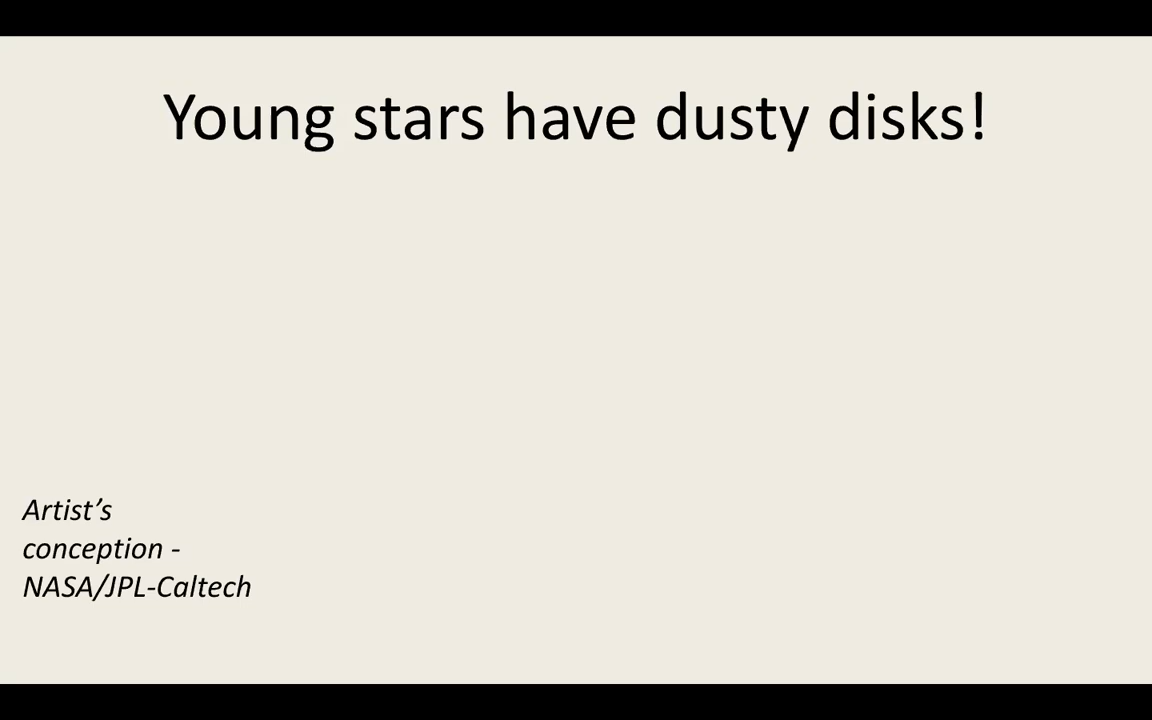 Young stars have dusty disks!
Artist’s
conception -
NASA/JPL-Caltech